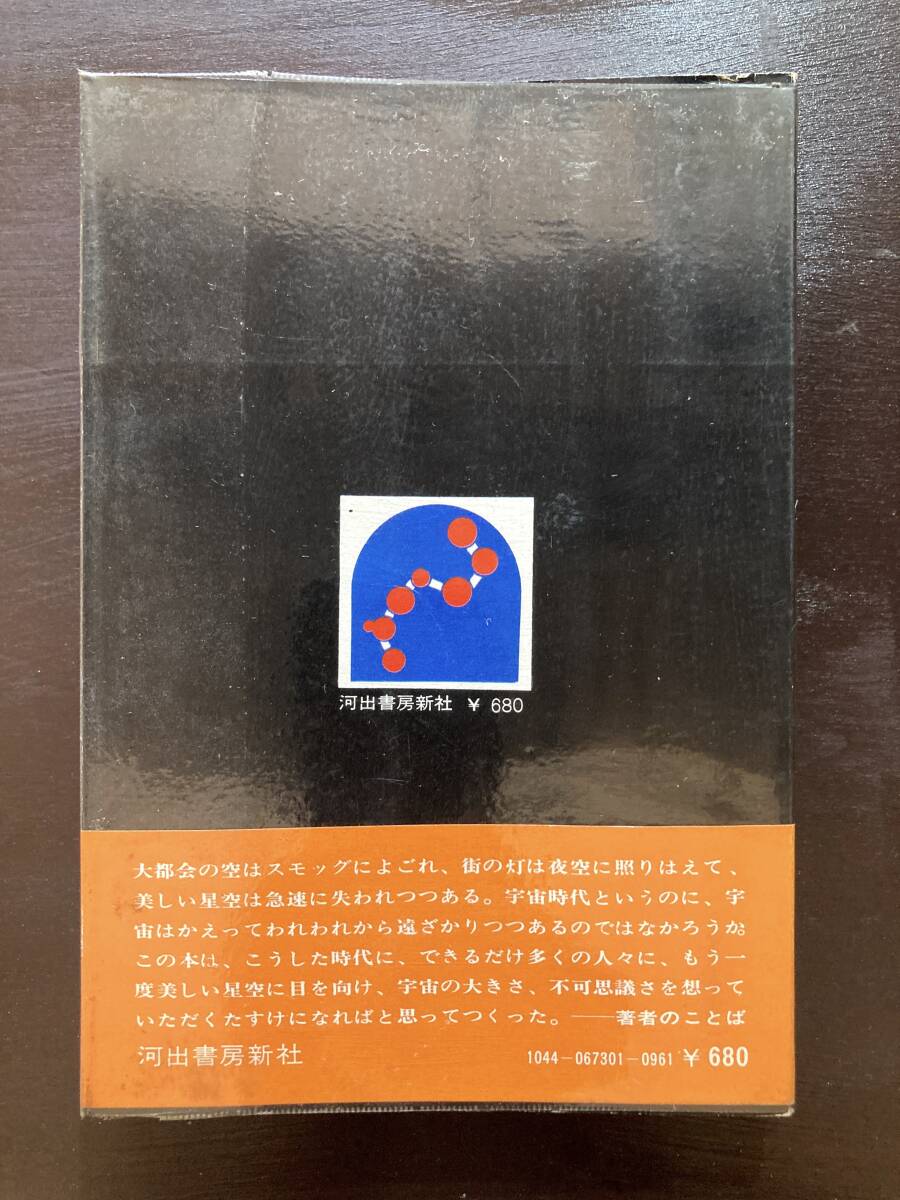 河出書房新社 ¥ 680
大都会の空はスモッグによごれ、街の灯は夜空に照りはえて、
美しい星空は急速に失われつつある。宇宙時代というのに、宇
宙はかえってわれわれから遠ざかりつつあるのではなかろうか。
この本は、こうした時代に、できるだけ多くの人々に、もう一
度美しい星空に目を向け、宇宙の大きさ、不可思議さを想って
いただくたすけになればと思ってつくった。——著者のことば
河出書房新社 1044-067301-0961 ¥ 680